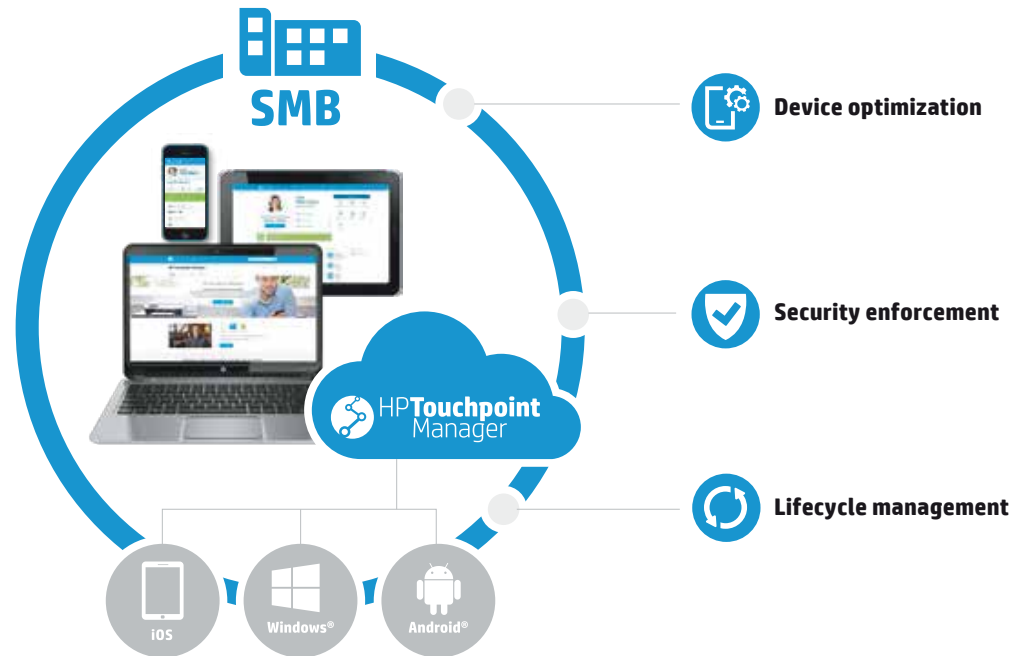 SMB
Device optimization
Security enforcement
HPTouchpoint
Manager
Lifecycle management
iOS
Windows®
Android®